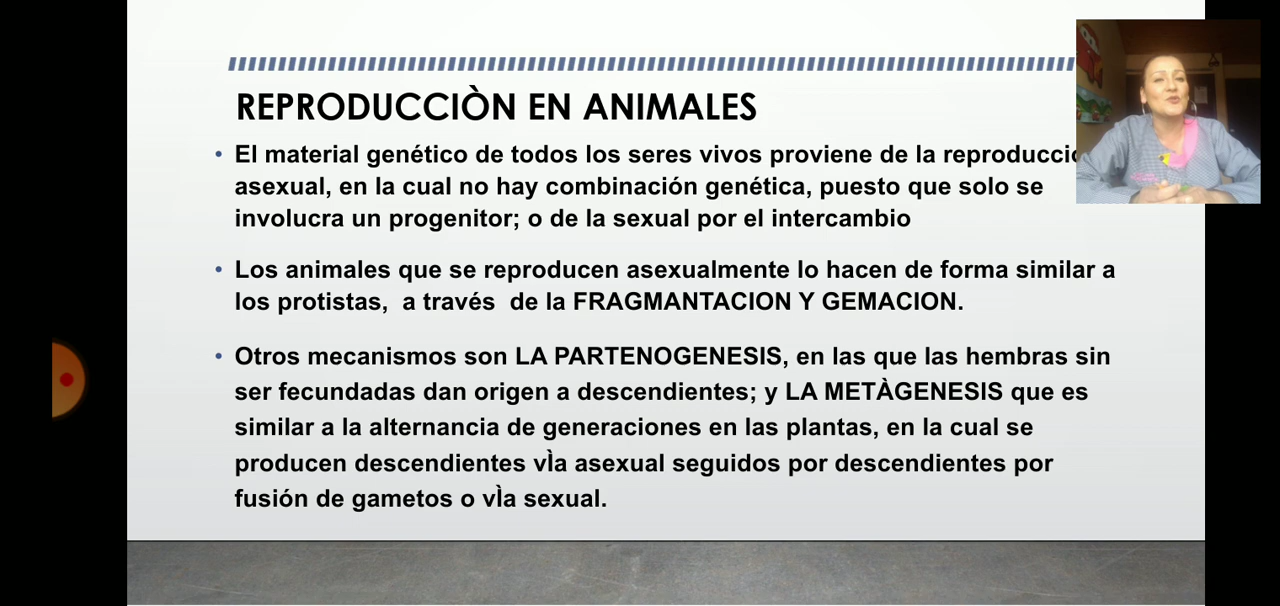 REPRODUCCIÒN EN ANIMALES
• El material genético de todos los seres vivos proviene de la
asexual, en la cual no hay combinación genética, puesto que solo se
involucra un progenitor; o de la sexual por el intercambio
• Los animales que se reproducen asexualmente lo hacen de forma similar a
los protistas, a través de la FRAGMANTACION Y GEMACION.
• Otros mecanismos son LA PARTENOGENESIS, en las que las hembras sin
ser fecundadas dan origen a descendientes; y LA METÀGENESIS que es
similar a la alternancia de generaciones en las plantas, en la cual se
producen descendientes vÌa asexual seguidos por descendientes por
fusión de gametos o vÌa sexual.